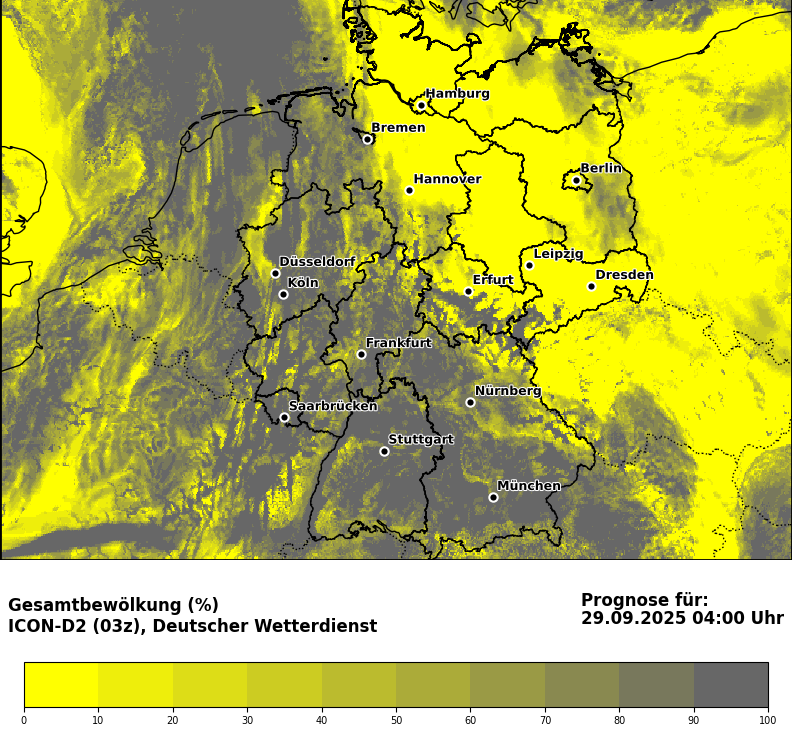 Hamburg
Bremen
Berlin
Hannover
Leipzig
Düsseldorf
Dresden
Erfurt
Köln
Frankfurt
Nürnberg
Saarbrücken
Stuttgart
München
Gesamtbewölkung (%)
ICON-D2 (03z), Deutscher Wetterdienst
Prognose für:
29.09.2025 04:00 Uhr
0 10 20 30 40 50 60 70 80 90 100